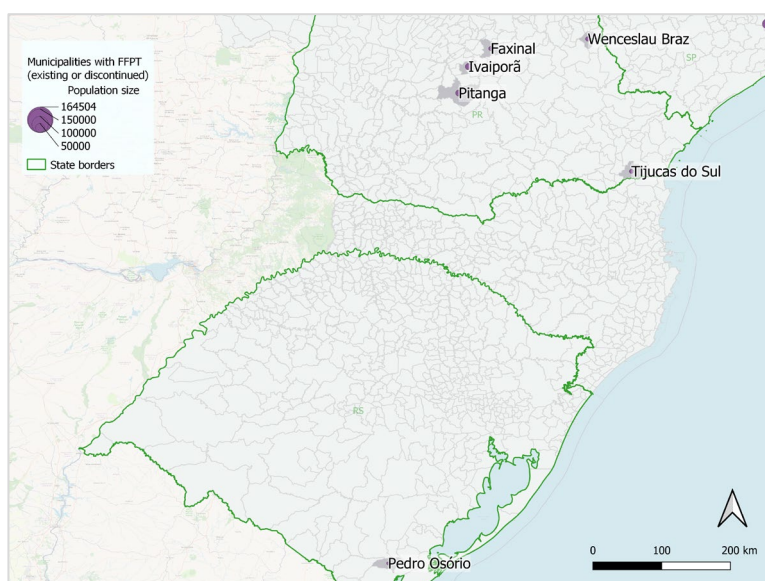 Municipalities with FFPT
(existing or discontinued)
Population size
164504
150000
100000
50000
State borders
Faxinal
Ivaiporã
Pitanga
Wenceslau Braz
SP
PR
Tijucas do Sul
RS
Pedro Osório
0 100 200 km